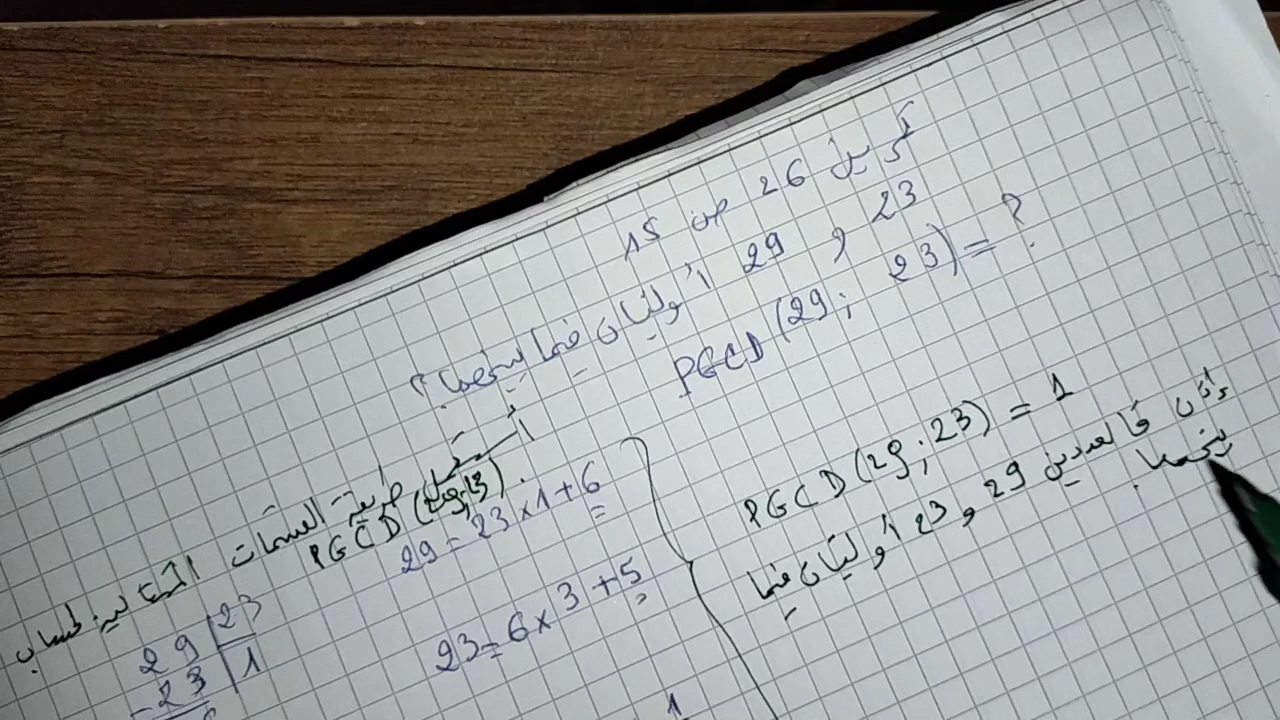 تمرين 26 ص 15
23 و 29 أوليان فيما بينهما؟
PGCD (29; 23) = ?
أستعمل طريقة القسمات المتتالية لحساب
PGCD (29;23).
29 = 23 × 1 + 6
23 = 6 × 3 + 5
1
29 | 23
- 23 | 1
PGCD (29; 23) = 1
إذن فالعددين 29 و 23 أوليان فيما
بينهما.